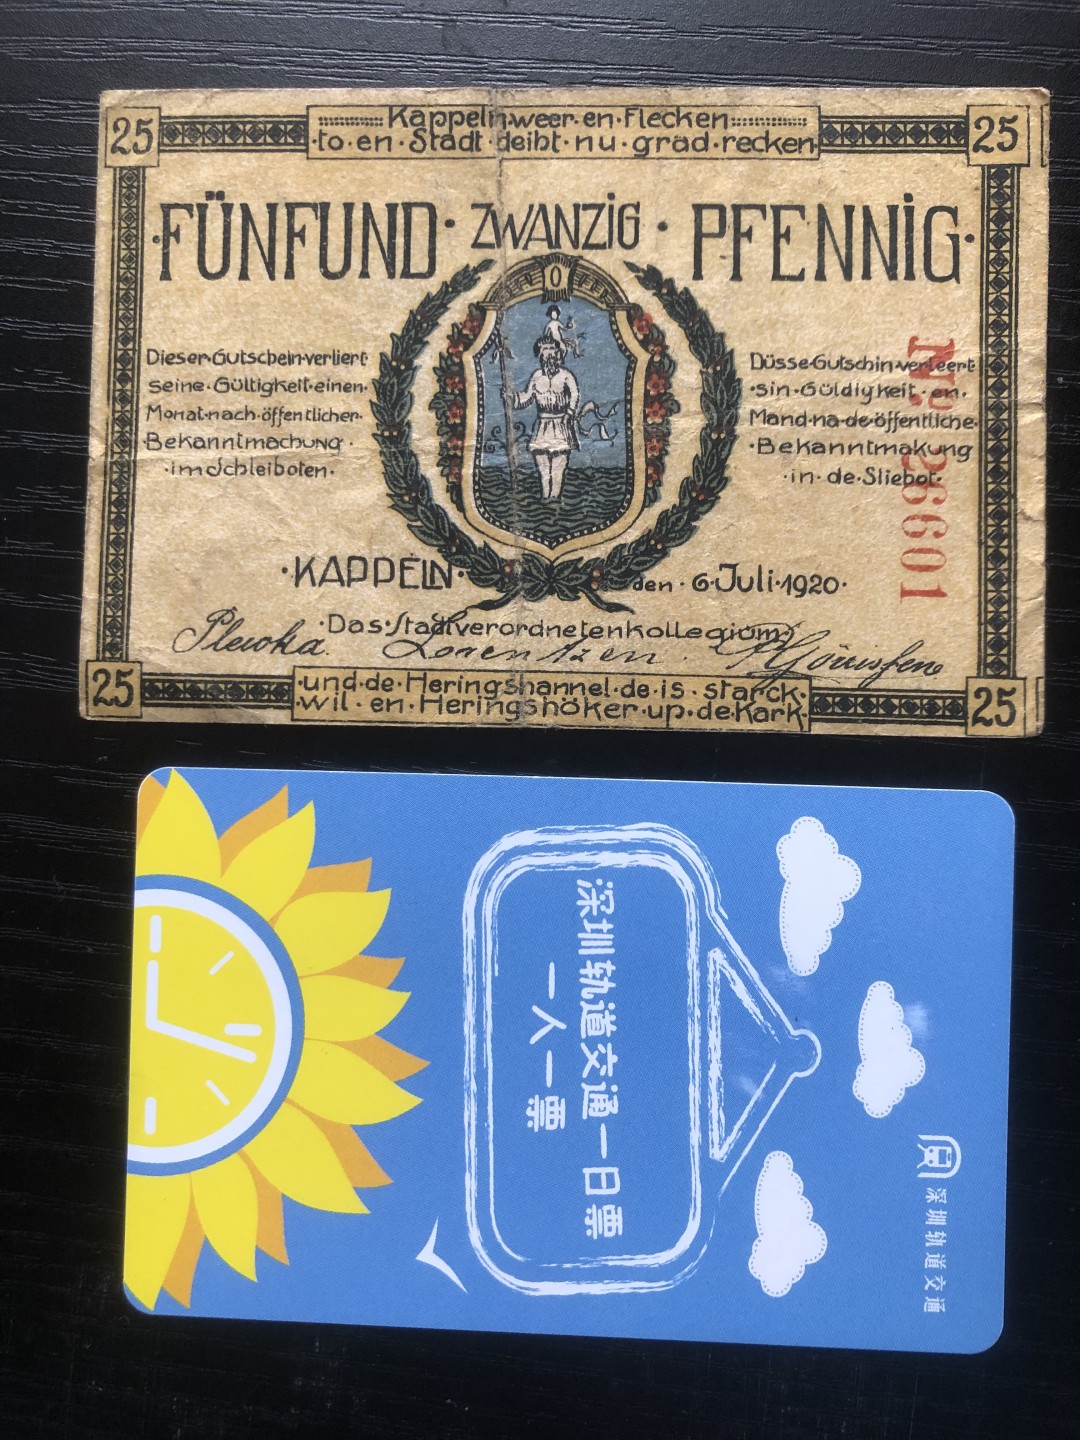 25
Kappeln·weer·en·Flecken
25
·to·en·Stadt·deibt·nu·grad·recken
·FÜNFUND·ZWANZIG·PFENNIG·
O
Dieser·Gutschein·verliert
seine·Gültigkeit·einen·
Monat·nach·öffentlicher·
Bekanntmachung·
·im Schleiboten·
Düsse·Gutschin·verleert
·sin·Güldigkeit·en·
Mand·na·de·öffentliche·
·Bekanntmakung
·in·de·Sliebot·
No 26601
·KAPPELN·
den·6·Juli·1920·
·Das·Stadtverordnetenkollegium·
Lorentzen
25
·und·de·Heringshannel·de·is·starck·
25
wil·en·Heringshöker·up·de·Kark·
深圳轨道交通一日票
一人一票
深圳轨道交通